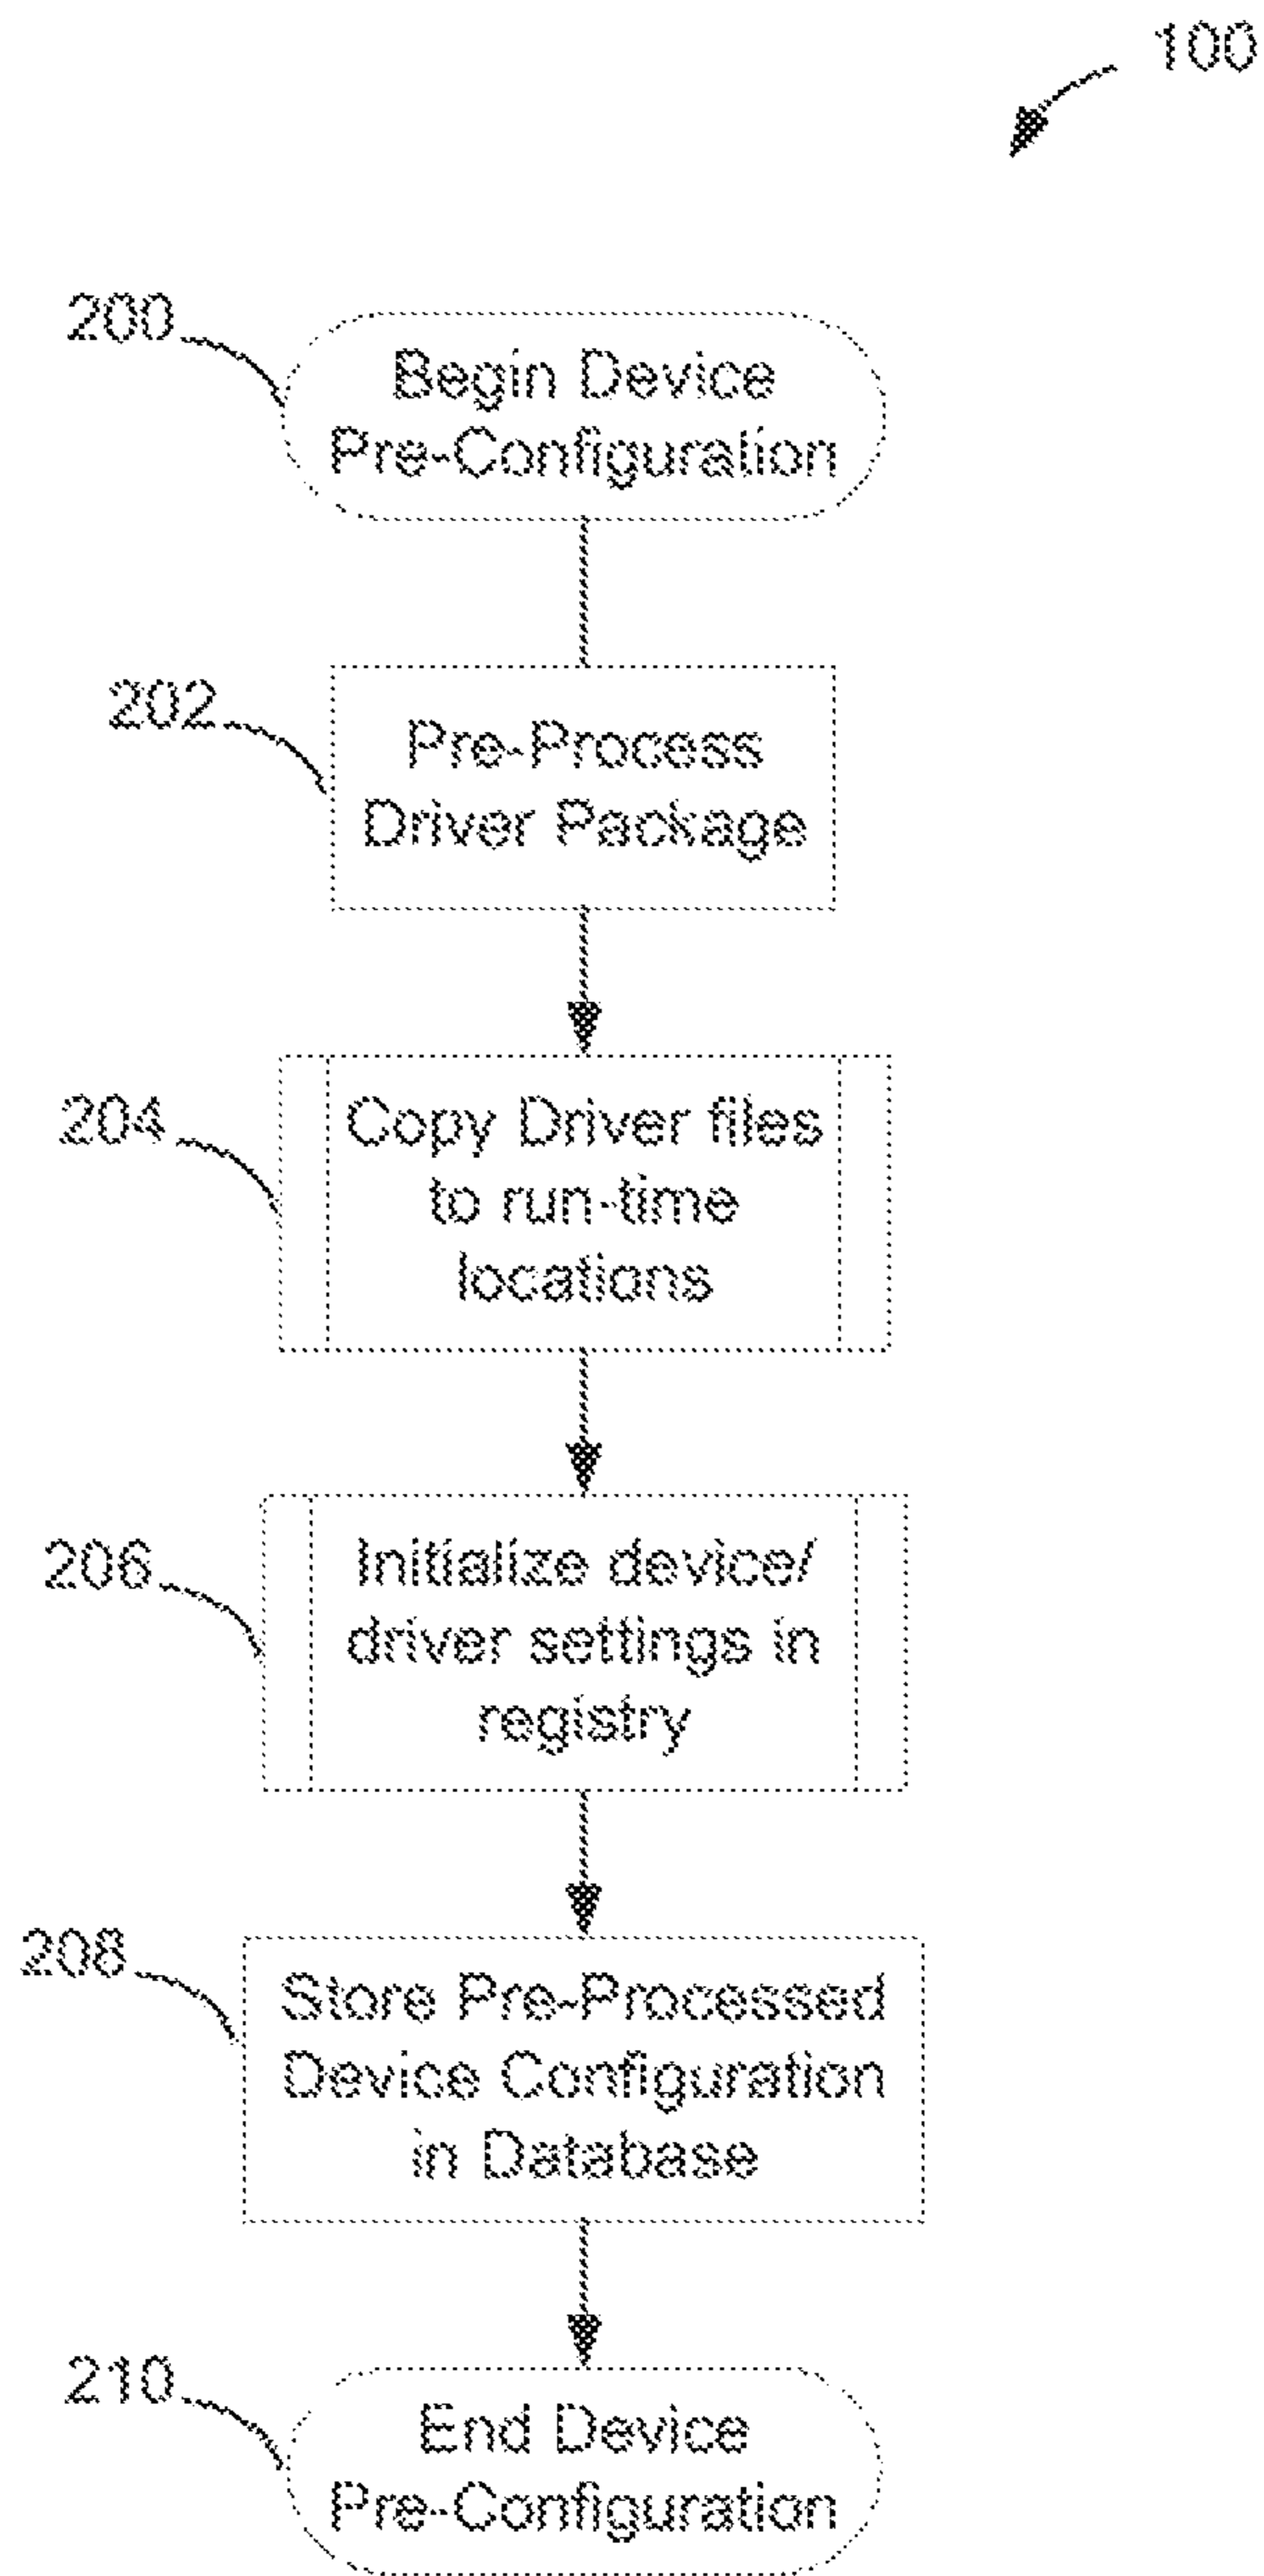 100
200
Begin Device
Pre-Configuration
202
Pre-Process
Driver Package
204
Copy Driver files
to run-time
locations
206
Initialize device/
driver settings in
registry
208
Store Pre-Processed
Device Configuration
in Database
210
End Device
Pre-Configuration